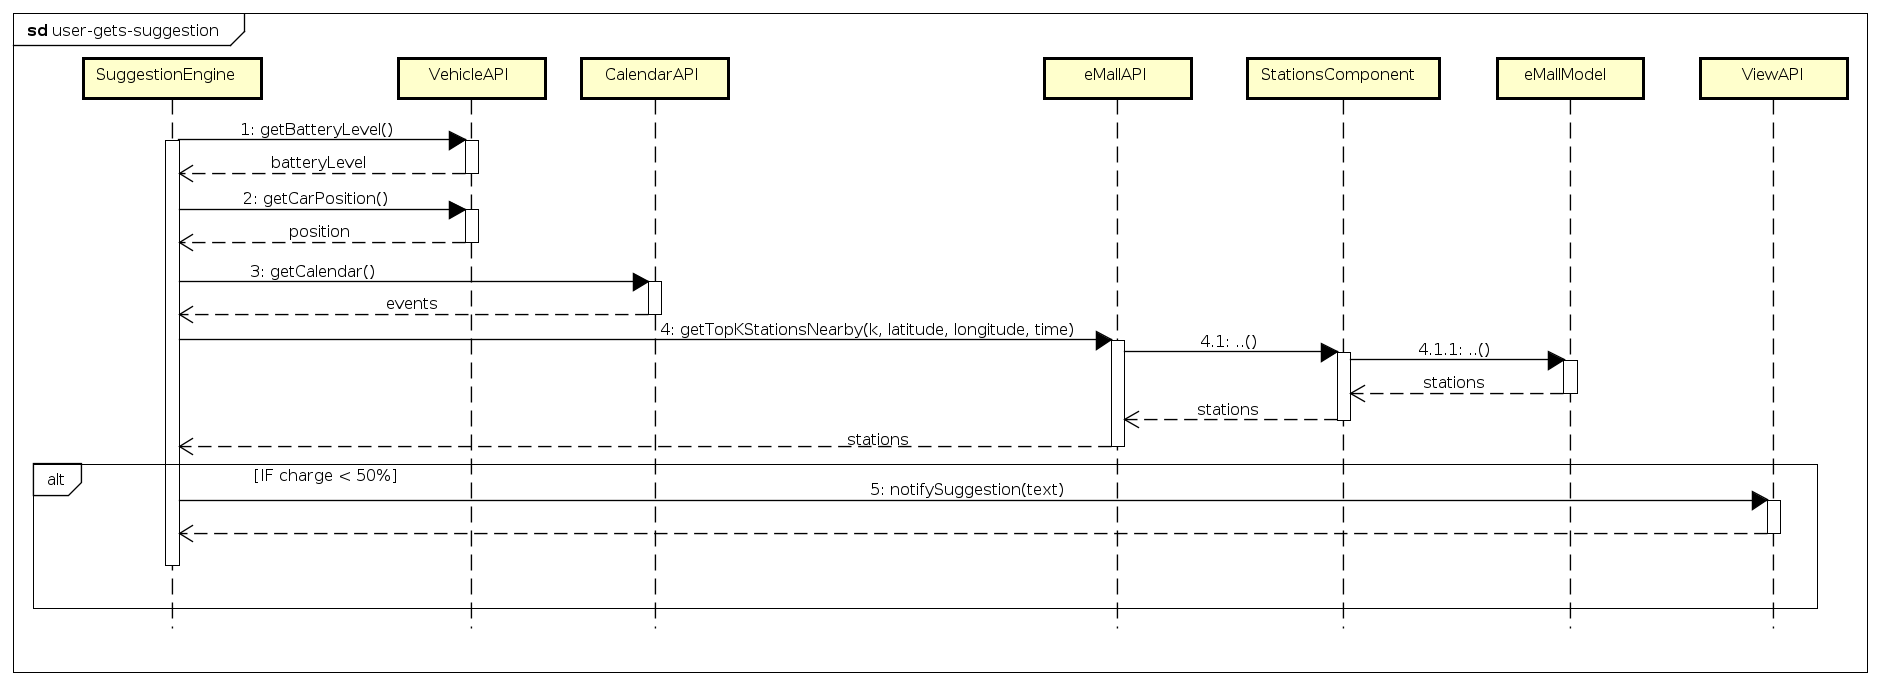 sd user-gets-suggestion
SuggestionEngine
VehicleAPI
CalendarAPI
eMallAPI
StationsComponent
eMallModel
ViewAPI
1: getBatteryLevel()
batteryLevel
2: getCarPosition()
position
3: getCalendar()
events
4: getTopKStationsNearby(k, latitude, longitude, time)
4.1: ..()
4.1.1: ..()
stations
stations
stations
alt
[IF charge < 50%]
5: notifySuggestion(text)